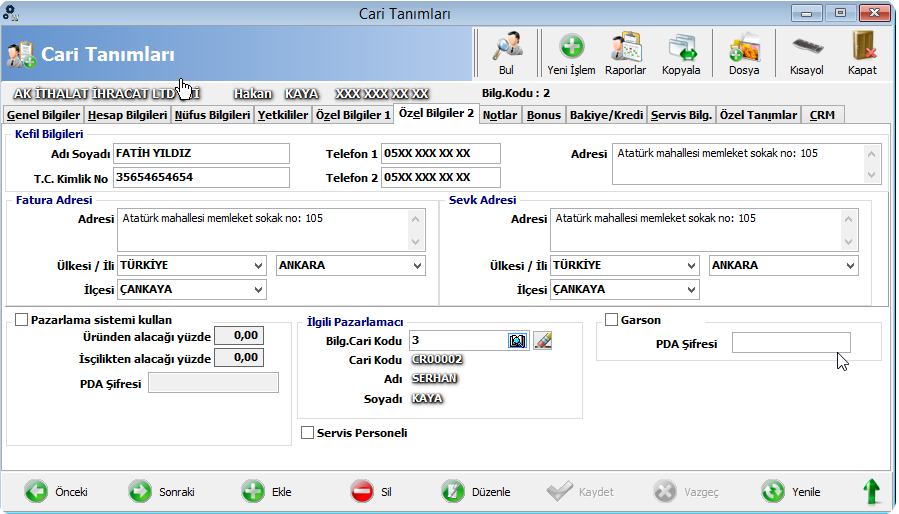 Cari Tanımları
Cari Tanımları
Bul Yeni İşlem Raporlar Kopyala Dosya Kısayol Kapat
AK İTHALAT İHRACAT LTD Hakan KAYA XXX XXX XX XX Bilg.Kodu : 2
Genel Bilgiler Hesap Bilgileri Nüfus Bilgileri Yetkililer Özel Bilgiler 1 Özel Bilgiler 2 Notlar Bonus Bakiye/Kredi Servis Bilg. Özel Tanımlar CRM
Kefil Bilgileri
Adı Soyadı FATİH YILDIZ Telefon 1 05XX XXX XX XX Adresi Atatürk mahallesi memleket sokak no: 105
T.C. Kimlik No 35654654654 Telefon 2 05XX XXX XX XX
Fatura Adresi Sevk Adresi
Adresi Atatürk mahallesi memleket sokak no: 105 Adresi Atatürk mahallesi memleket sokak no: 105
Ülkesi / İli TÜRKİYE ANKARA Ülkesi / İli TÜRKİYE ANKARA
İlçesi ÇANKAYA İlçesi ÇANKAYA
Pazarlama sistemi kullan İlgili Pazarlamacı Garson
Üründen alacağı yüzde 0,00 Bilg.Cari Kodu 3 PDA Şifresi
İşçilikten alacağı yüzde 0,00 Cari Kodu CR00002
PDA Şifresi Adı SERHAN
Soyadı KAYA
Servis Personeli
Önceki Sonraki Ekle Sil Düzenle Kaydet Vazgeç Yenile